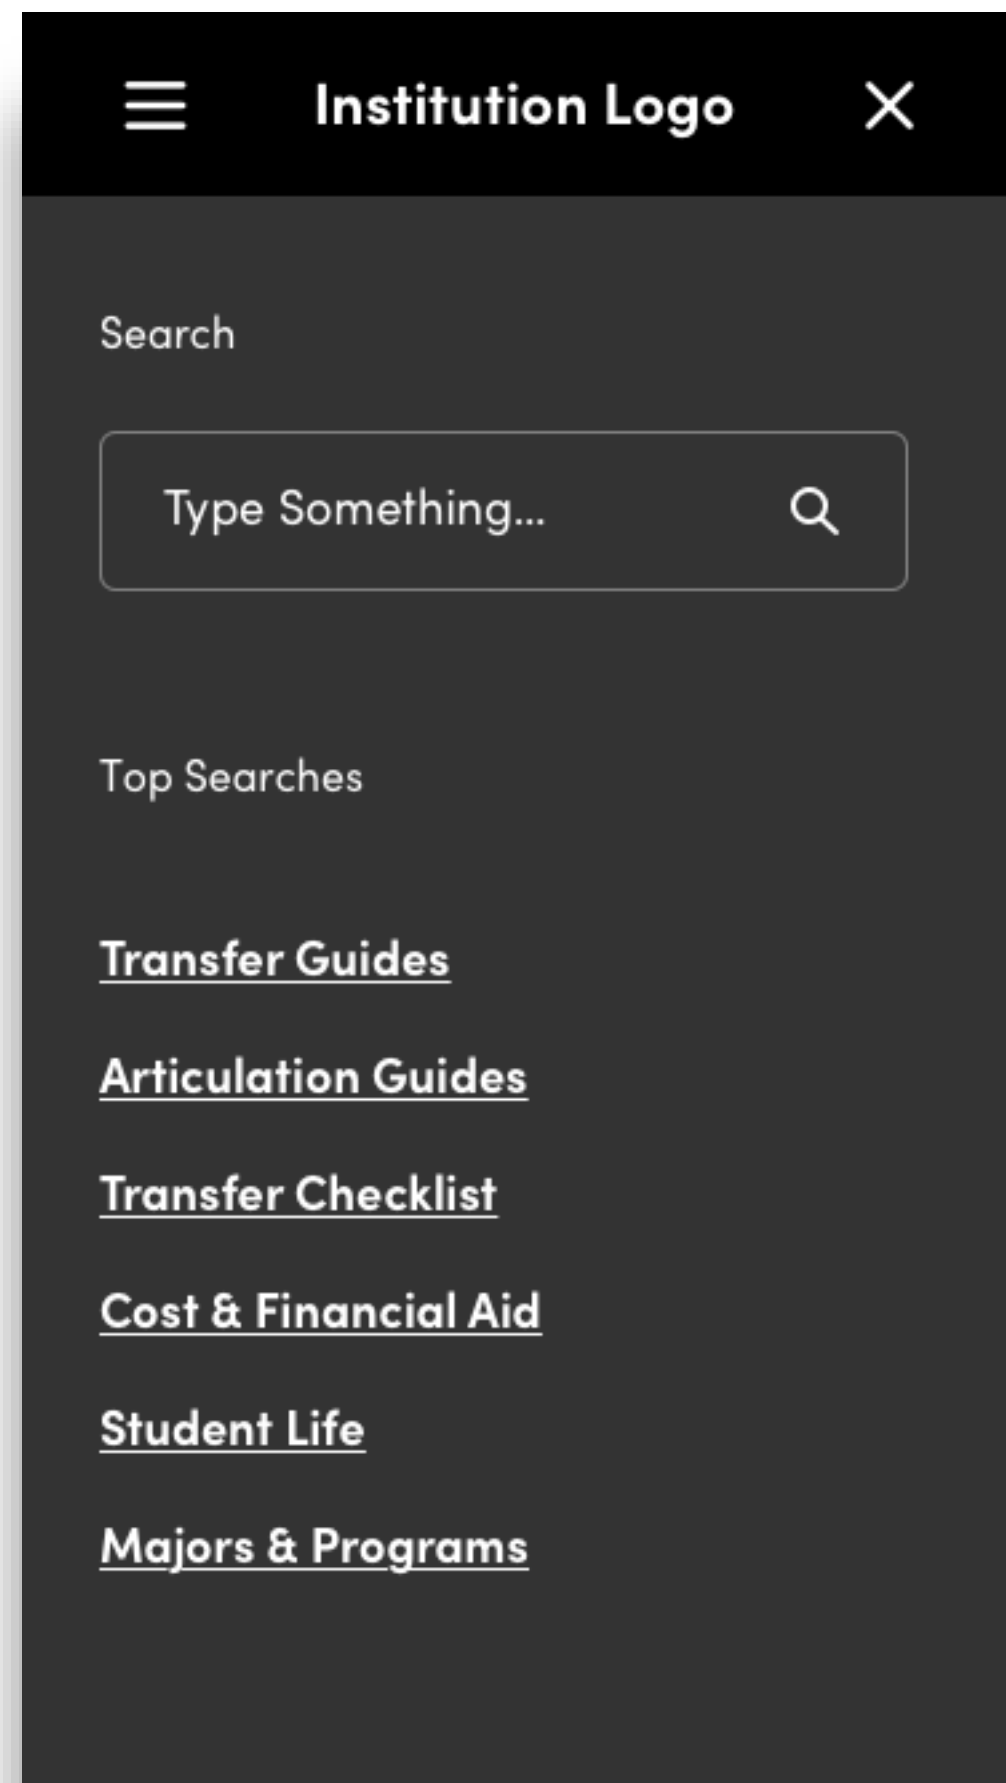 Institution Logo
Search
Type Something...
Top Searches
Transfer Guides
Articulation Guides
Transfer Checklist
Cost & Financial Aid
Student Life
Majors & Programs